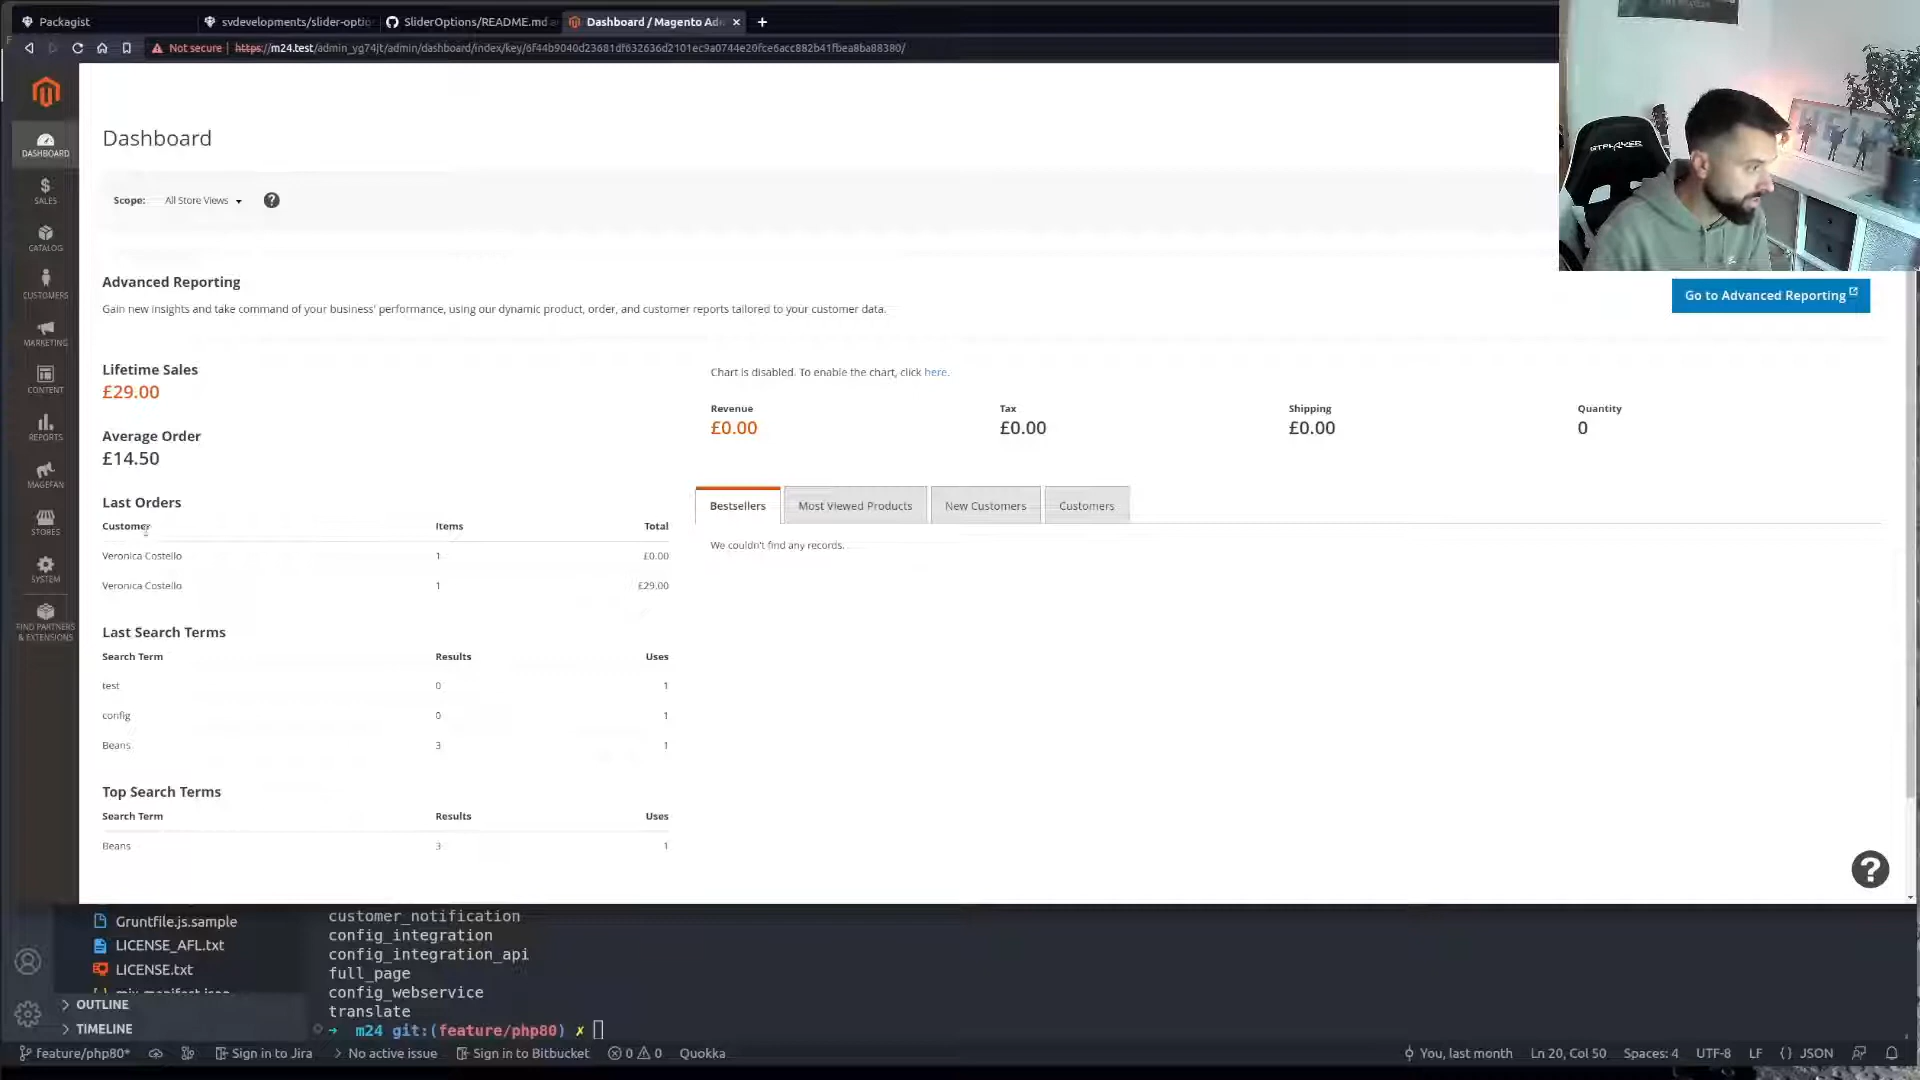 Packagist
svdevelopments/slider-optio
SliderOptions/README.md
Dashboard / Magento Ad
Not secure
https://m24.test/admin_yg74jt/admin/dashboard/index/key/6f44b9040d23681df632636d2101ec9a0744e20fce6acc882b41fbea8ba88380/
DASHBOARD
SALES
CATALOG
CUSTOMERS
MARKETING
CONTENT
REPORTS
MAGEFAN
STORES
SYSTEM
FIND PARTNERS
& EXTENSIONS
Dashboard
Scope: All Store Views
?
GTPLAYER
Advanced Reporting
Gain new insights and take command of your business' performance, using our dynamic product, order, and customer reports tailored to your customer data.
Go to Advanced Reporting
Lifetime Sales
£29.00
Average Order
£14.50
Chart is disabled. To enable the chart, click here.
Revenue Tax Shipping Quantity
£0.00 £0.00 £0.00 0
Last Orders
Customer Items Total
Veronica Costello 1 £0.00
Veronica Costello 1 £29.00
Bestsellers Most Viewed Products New Customers Customers
We couldn't find any records.
Last Search Terms
Search Term Results Uses
test 0 1
config 0 1
Beans 3 1
Top Search Terms
Search Term Results Uses
Beans 3 1
?
Gruntfile.js.sample
LICENSE_AFL.txt
LICENSE.txt
OUTLINE
TIMELINE
customer_notification
config_integration
config_integration_api
full_page
config_webservice
translate
→ m24 git:(feature/php80) ✗
feature/php80* Sign in to Jira No active issue Sign in to Bitbucket 0 0 Quokka You, last month Ln 20, Col 50 Spaces: 4 UTF-8 LF {} JSON